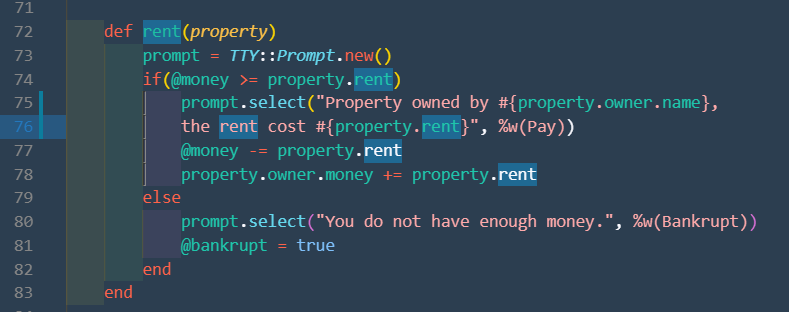 71
72 def rent(property)
73 prompt = TTY::Prompt.new()
74 if(@money >= property.rent)
75 prompt.select("Property owned by #{property.owner.name},
76 the rent cost #{property.rent}", %w(Pay))
77 @money -= property.rent
78 property.owner.money += property.rent
79 else
80 prompt.select("You do not have enough money.", %w(Bankrupt))
81 @bankrupt = true
82 end
83 end